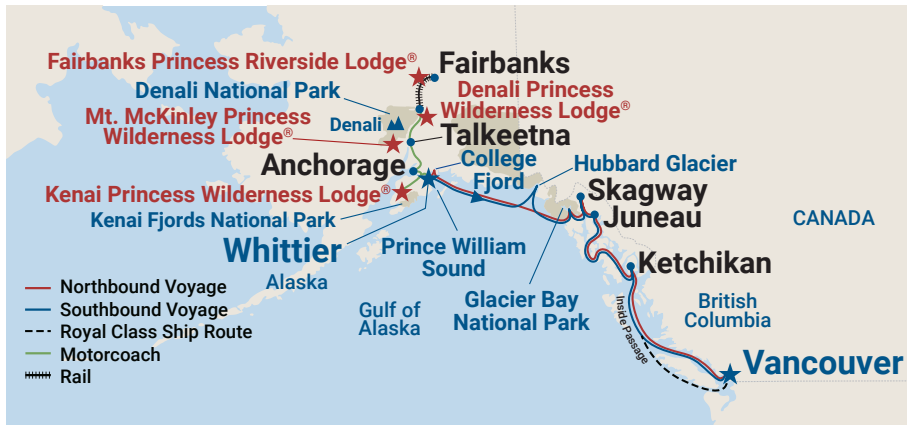 Fairbanks Princess Riverside Lodge®
Fairbanks
Denali National Park
Denali Princess
Wilderness Lodge®
Mt. McKinley Princess
Wilderness Lodge®
Denali
Talkeetna
Anchorage
College
Fjord
Hubbard Glacier
Kenai Princess Wilderness Lodge®
Skagway
Kenai Fjords National Park
Juneau
CANADA
Whittier
Prince William
Sound
Ketchikan
Alaska
Glacier Bay
National Park
Gulf of
Alaska
British
Columbia
Inside Passage
Vancouver
Northbound Voyage
Southbound Voyage
Royal Class Ship Route
Motorcoach
Rail